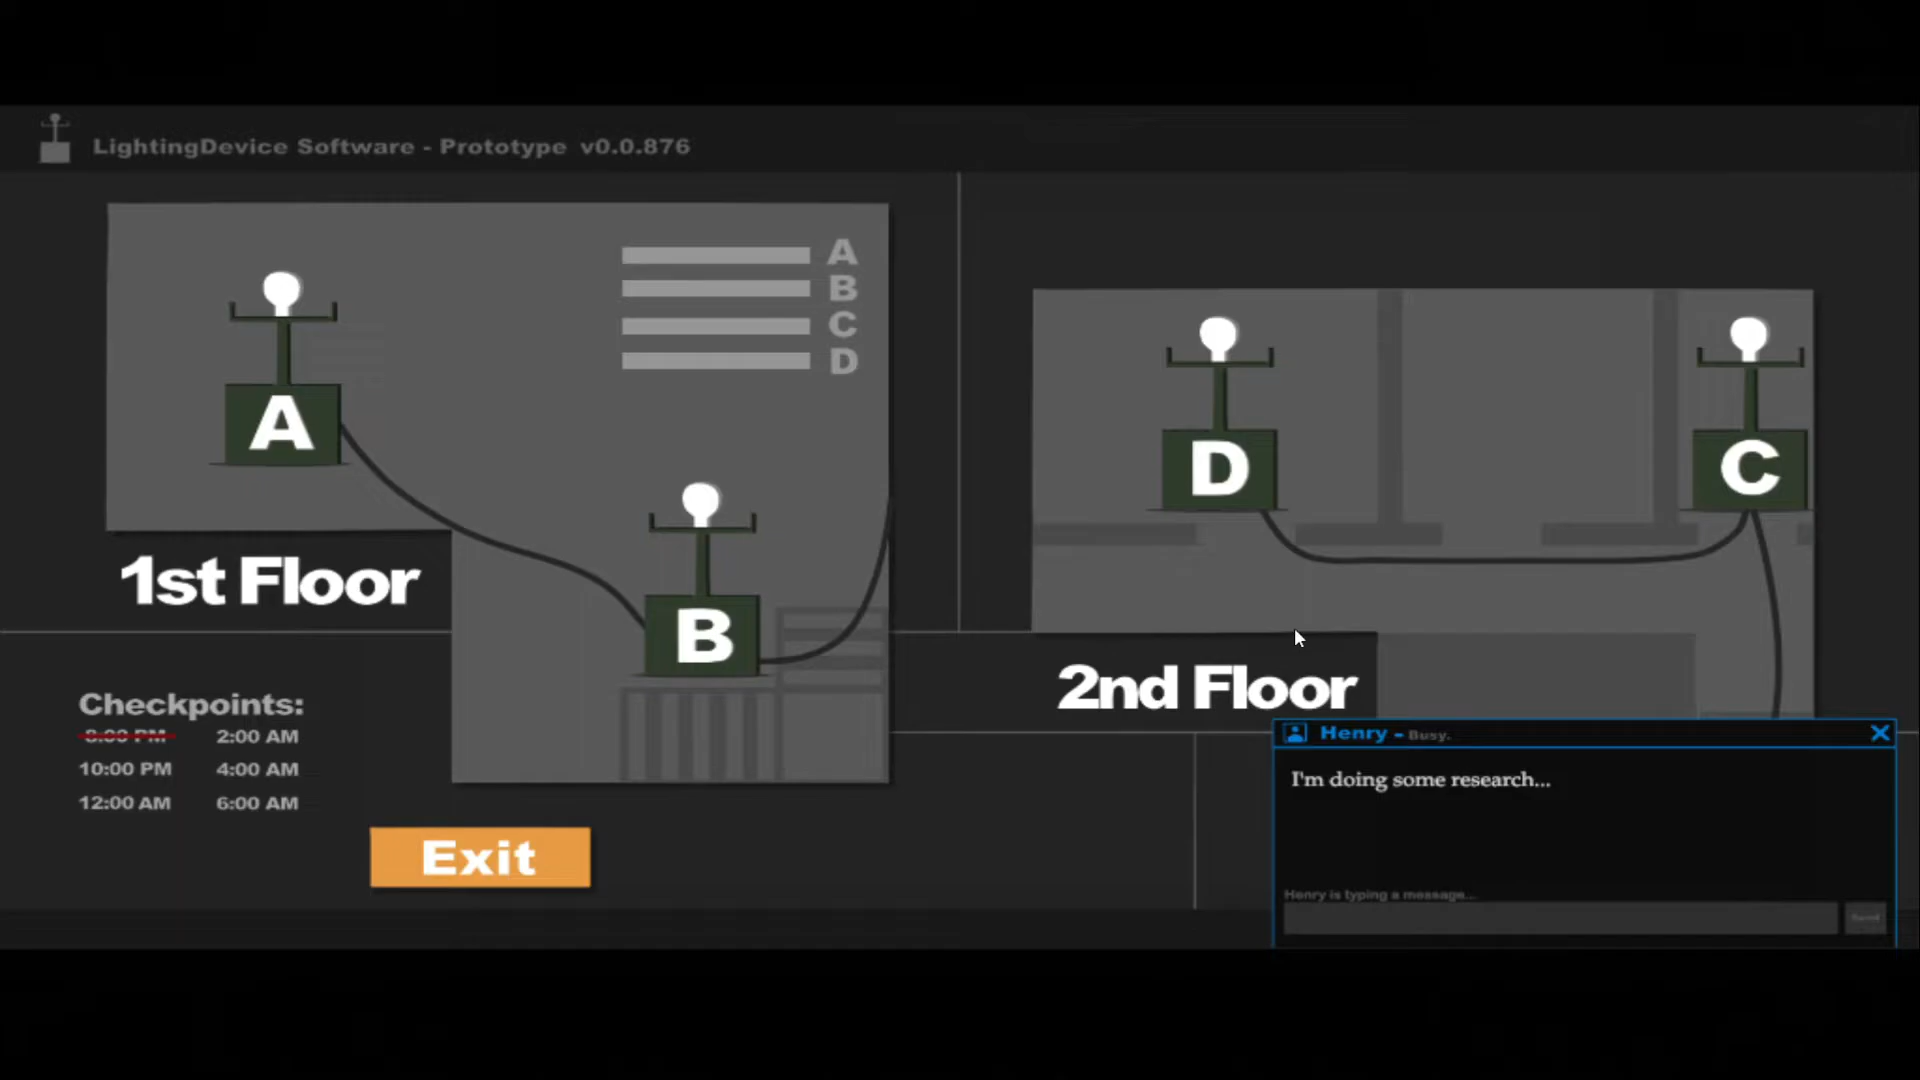 LightingDevice Software - Prototype v0.0.876
A
B
C
D
A
B
1st Floor
D
C
2nd Floor
Checkpoints:
8:00 PM 2:00 AM
10:00 PM 4:00 AM
12:00 AM 6:00 AM
Exit
Henry - Busy.
I'm doing some research...
Henry is typing a message...
Send